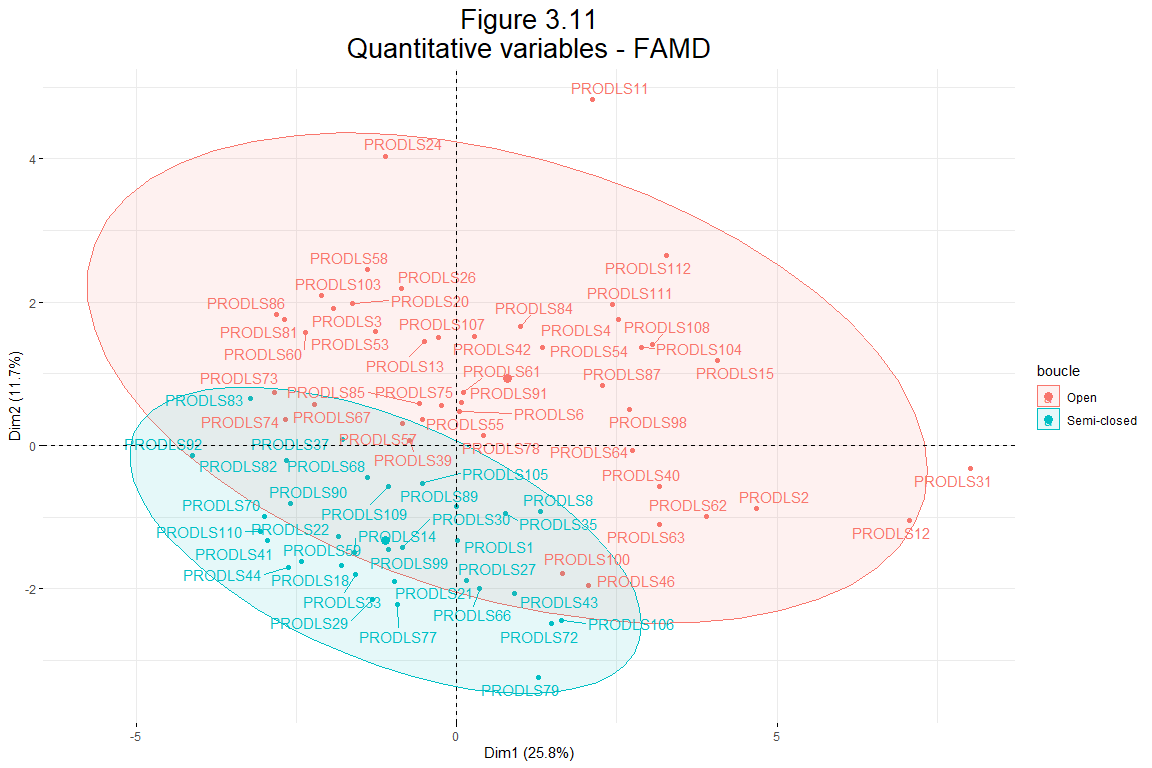 Figure 3.11
Quantitative variables - FAMD
PRODLS11
PRODLS24
PRODLS58
PRODLS112
PRODLS26
PRODLS103
PRODLS111
PRODLS20
PRODLS86
PRODLS84
PRODLS3
PRODLS107
PRODLS108
PRODLS4
PRODLS81
PRODLS53
PRODLS42
PRODLS54
PRODLS104
PRODLS60
PRODLS13
PRODLS61
PRODLS87
PRODLS15
PRODLS73
PRODLS85
PRODLS75
PRODLS91
PRODLS83
PRODLS6
PRODLS74
PRODLS67
PRODLS55
PRODLS98
PRODLS92
PRODLS37
PRODLS57
PRODLS78
PRODLS64
PRODLS39
PRODLS82
PRODLS68
PRODLS105
PRODLS40
PRODLS31
PRODLS90
PRODLS89
PRODLS8
PRODLS2
PRODLS70
PRODLS62
PRODLS109
PRODLS30
PRODLS35
PRODLS110
PRODLS22
PRODLS14
PRODLS63
PRODLS12
PRODLS41
PRODLS59
PRODLS1
PRODLS99
PRODLS100
PRODLS44
PRODLS18
PRODLS27
PRODLS46
PRODLS33
PRODLS21
PRODLS43
PRODLS29
PRODLS66
PRODLS106
PRODLS77
PRODLS72
PRODLS79
4
2
0
-2
Dim2 (11.7%)
-5
0
5
Dim1 (25.8%)
boucle
Open
Semi-closed